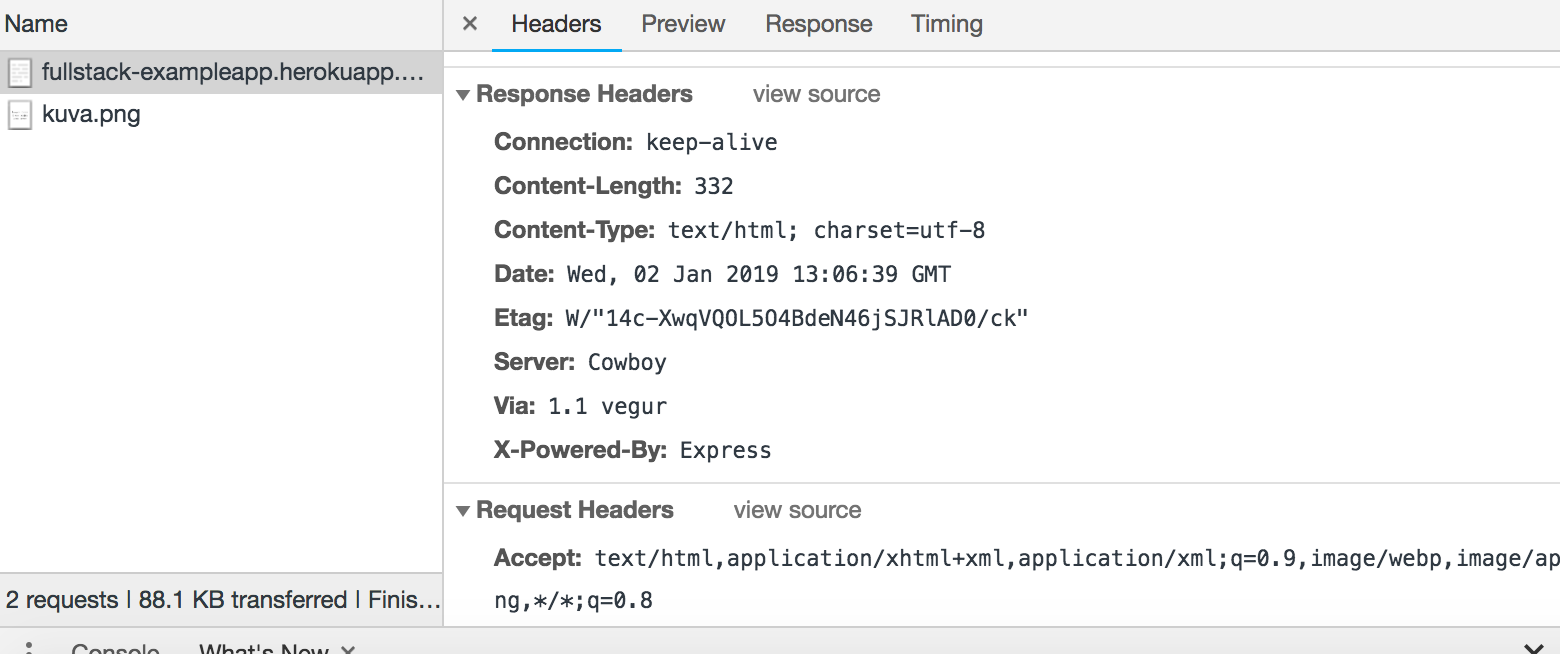 Name
× Headers Preview Response Timing
fullstack-exampleapp.herokuapp.…
kuva.png
▼ Response Headers view source
Connection: keep-alive
Content-Length: 332
Content-Type: text/html; charset=utf-8
Date: Wed, 02 Jan 2019 13:06:39 GMT
Etag: W/"14c-XwqVQOL5O4BdeN46jSJRlAD0/ck"
Server: Cowboy
Via: 1.1 vegur
X-Powered-By: Express
▼ Request Headers view source
Accept: text/html,application/xhtml+xml,application/xml;q=0.9,image/webp,image/ap
ng,*/*;q=0.8
2 requests | 88.1 KB transferred | Finis…
Console What's New ×